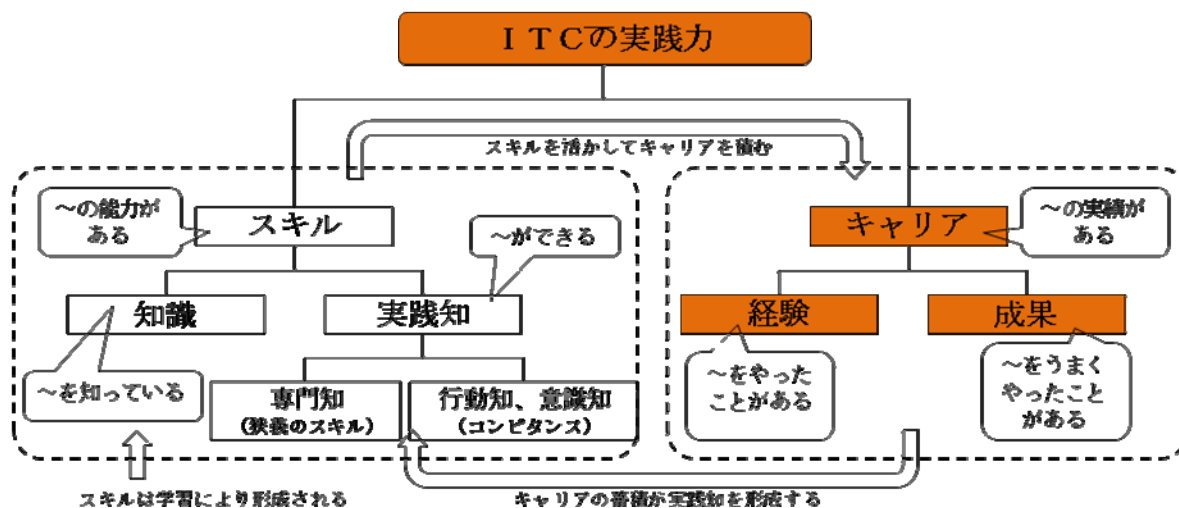 ＩＴＣの実践力
スキルを活かしてキャリアを積む
～の能力が
ある
スキル
～ができる
キャリア
～の実績が
ある
知識
実践知
経験
成果
～を知っている
専門知
(狭義のスキル)
行動知、意識知
(コンピタンス)
～をやった
ことがある
～をうまく
やったこと
がある
スキルは学習により形成される
キャリアの蓄積が実践知を形成する